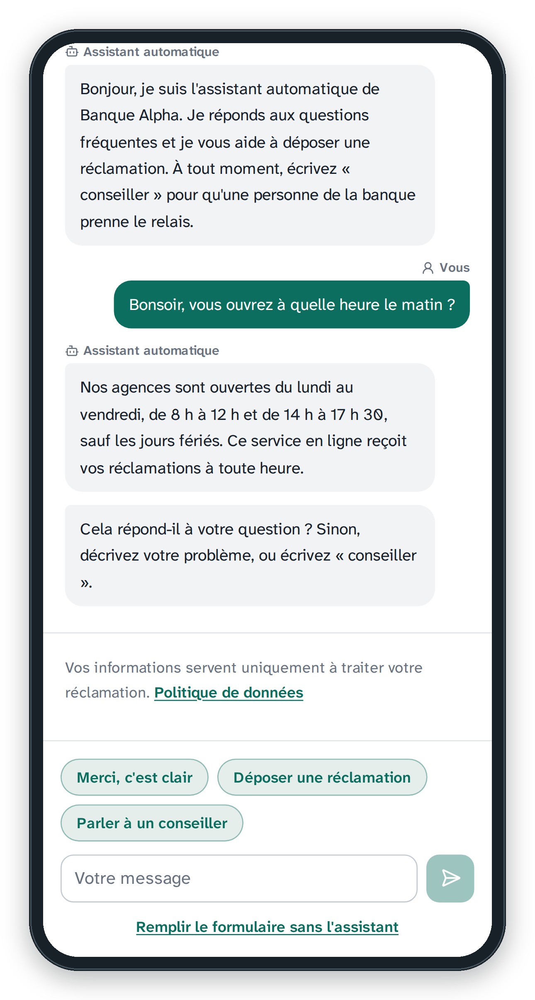 Assistant automatique
Bonjour, je suis l'assistant automatique de
Banque Alpha. Je réponds aux questions
fréquentes et je vous aide à déposer une
réclamation. À tout moment, écrivez «
conseiller » pour qu'une personne de la banque
prenne le relais.
Vous
Bonsoir, vous ouvrez à quelle heure le matin ?
Assistant automatique
Nos agences sont ouvertes du lundi au
vendredi, de 8 h à 12 h et de 14 h à 17 h 30,
sauf les jours fériés. Ce service en ligne reçoit
vos réclamations à toute heure.
Cela répond-il à votre question ? Sinon,
décrivez votre problème, ou écrivez « conseiller
».
Vos informations servent uniquement à traiter votre
réclamation. Politique de données
Merci, c'est clair
Déposer une réclamation
Parler à un conseiller
Votre message
Remplir le formulaire sans l'assistant